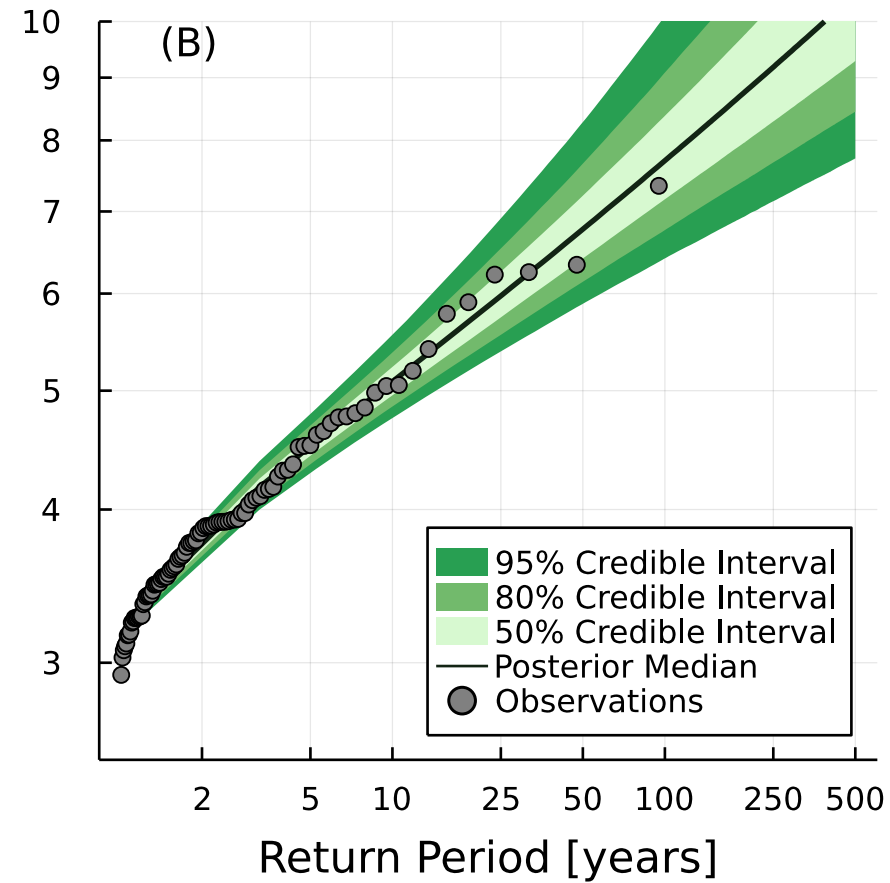 (B)
10
9
8
7
6
5
4
3
95% Credible Interval
80% Credible Interval
50% Credible Interval
Posterior Median
Observations
2 5 10 25 50 100 250 500
Return Period [years]